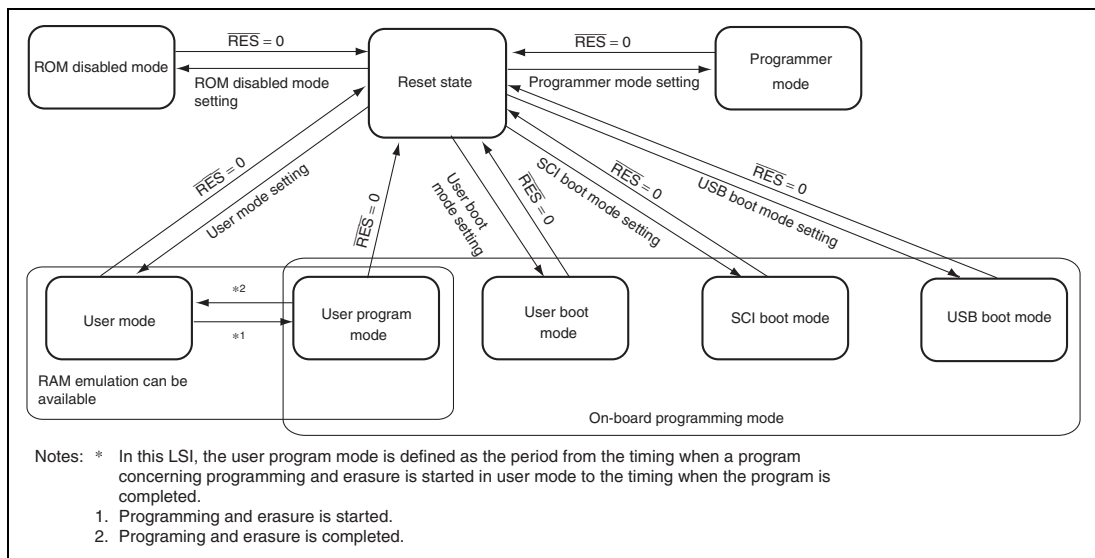 RES = 0
ROM disabled mode
ROM disabled mode
setting
Reset state
RES = 0
Programmer mode setting
Programmer
mode
RES = 0
User mode setting
RES = 0
User boot
mode setting
RES = 0
SCI boot mode setting
RES = 0
USB boot mode setting
RES = 0
User mode
*2
*1
User program
mode
User boot
mode
SCI boot mode
USB boot mode
RAM emulation can be
available
On-board programming mode
Notes: * In this LSI, the user program mode is defined as the period from the timing when a program
concerning programming and erasure is started in user mode to the timing when the program is
completed.
1. Programming and erasure is started.
2. Programing and erasure is completed.